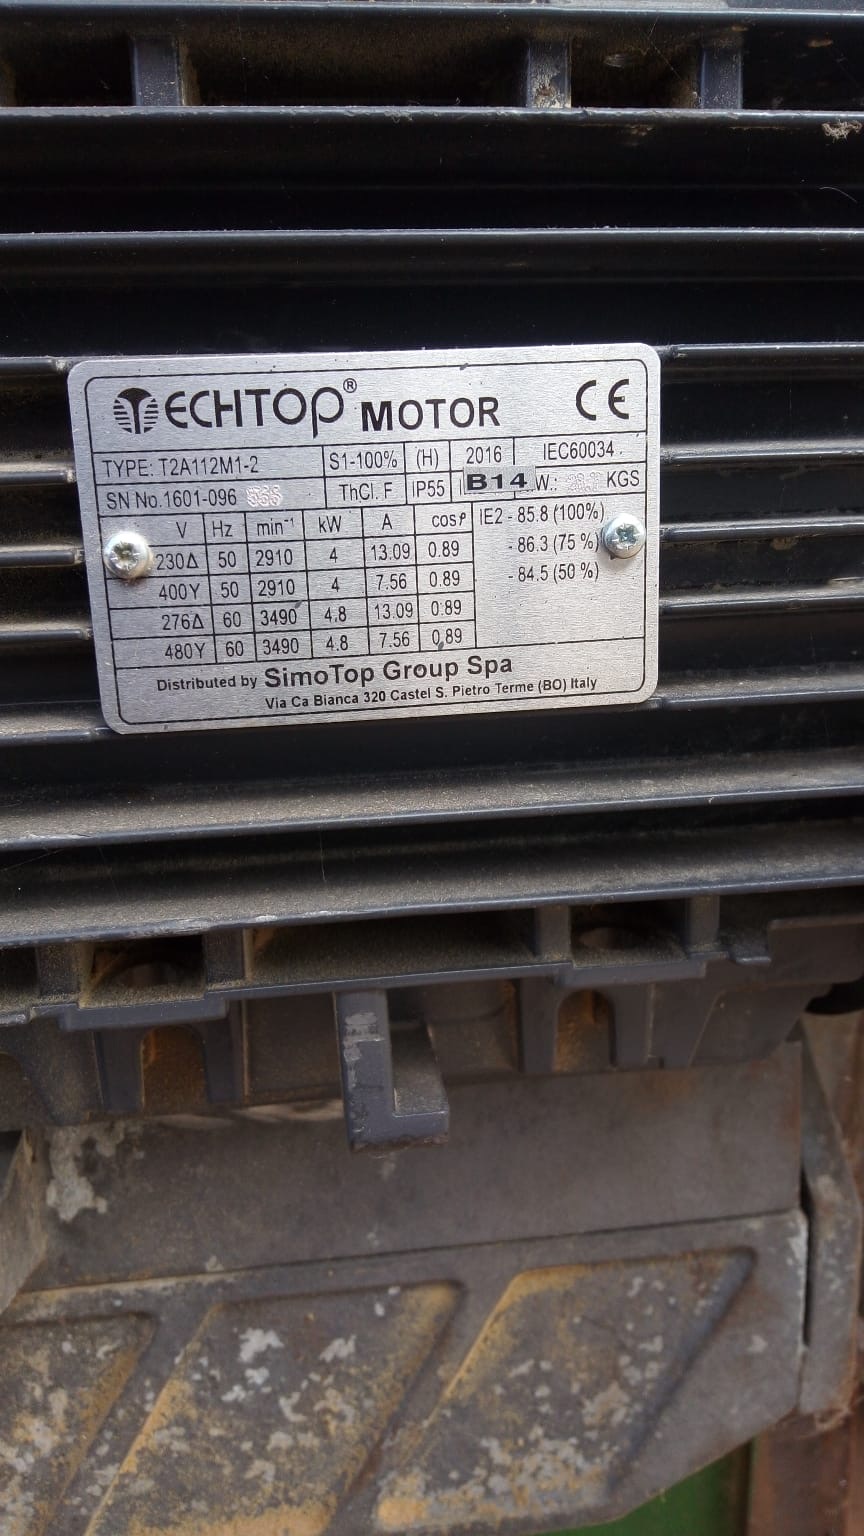 TECHTOP® MOTOR CE
TYPE: T2A112M1-2 S1-100% (H) 2016 IEC60034
SN No. 1601-096 ThCl. F IP55 B14 W.: KGS
V Hz min⁻¹ kW A cosφ IE2 - 85.8 (100%)
230Δ 50 2910 4 13.09 0.89 - 86.3 (75 %)
400Y 50 2910 4 7.56 0.89 - 84.5 (50 %)
276Δ 60 3490 4.8 13.09 0.89
480Y 60 3490 4.8 7.56 0.89
Distributed by SimoTop Group Spa
Via Ca Bianca 320 Castel S. Pietro Terme (BO) Italy